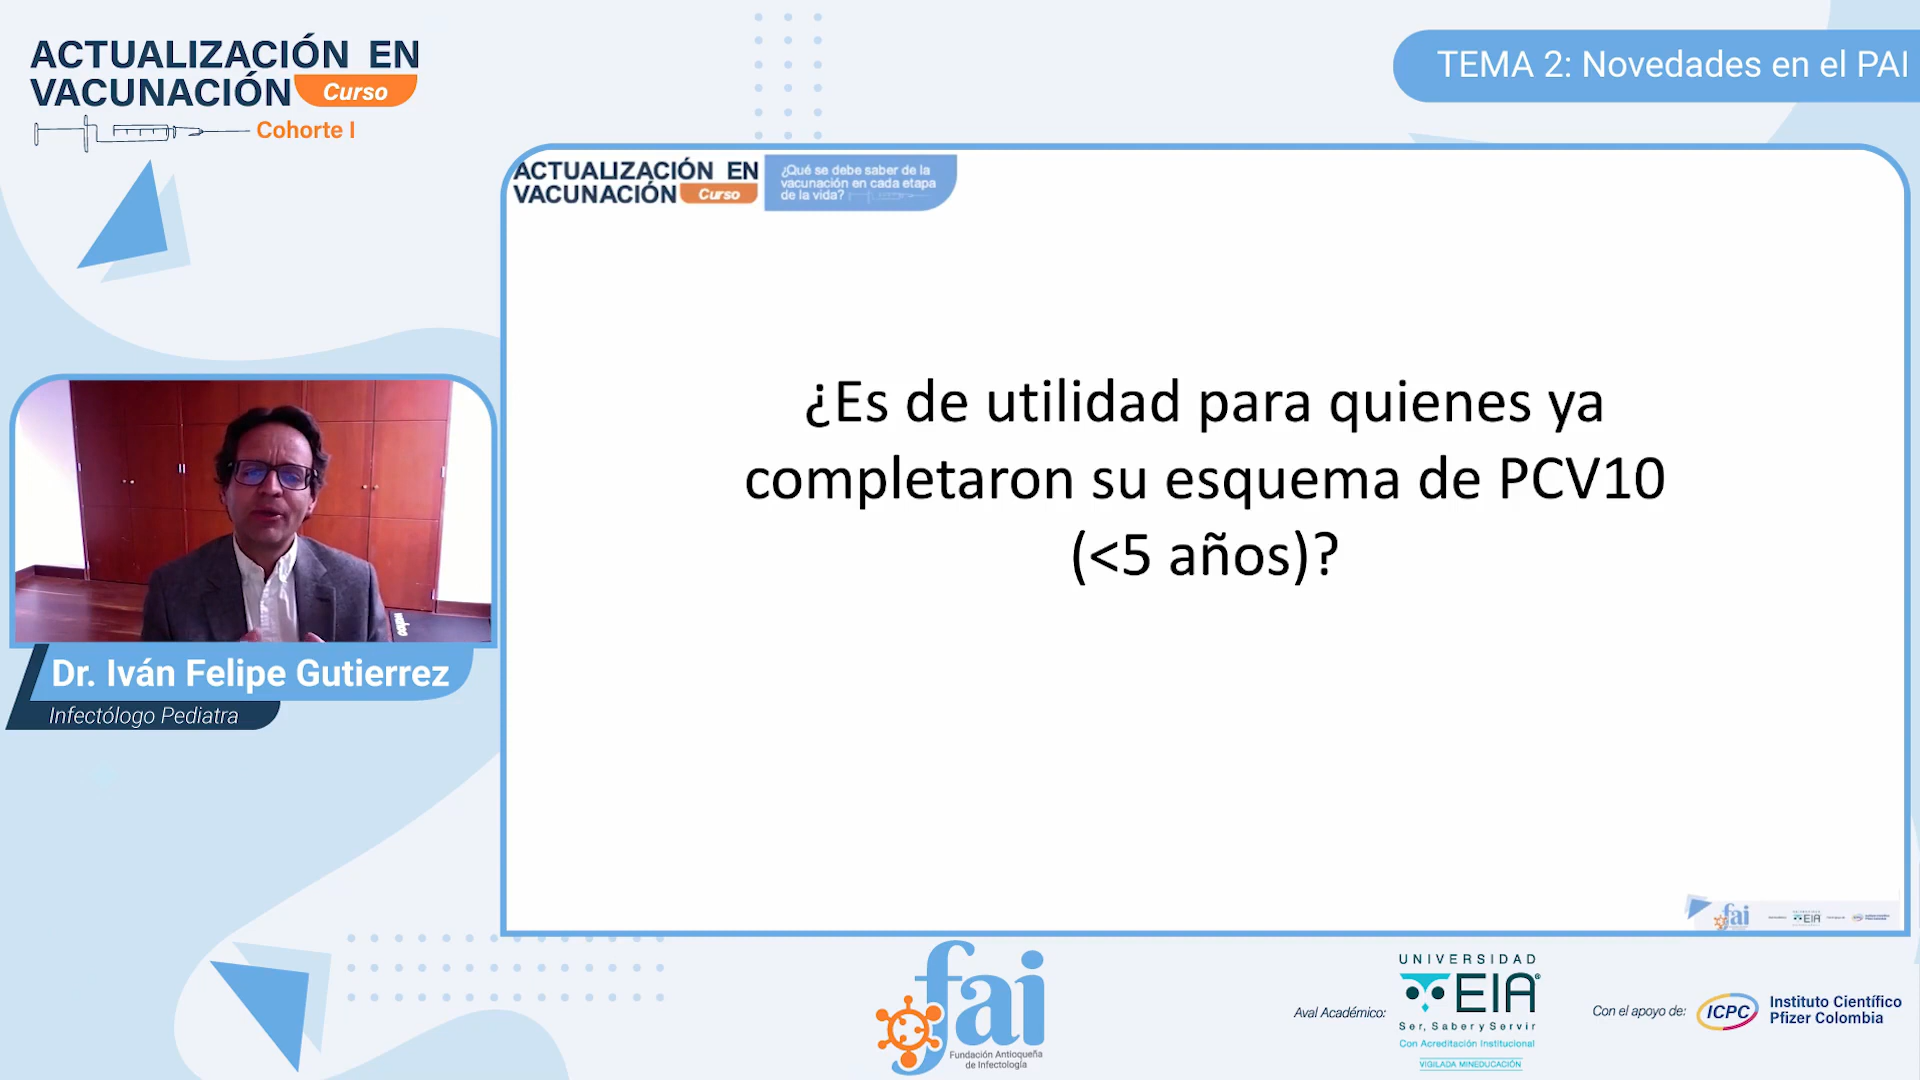 ACTUALIZACIÓN EN
VACUNACIÓN Curso
Cohorte I
TEMA 2: Novedades en el PAI
ACTUALIZACIÓN EN
VACUNACIÓN Curso
¿Qué se debe saber de la
vacunación en cada etapa
de la vida?
¿Es de utilidad para quienes ya
completaron su esquema de PCV10
(<5 años)?
Dr. Iván Felipe Gutierrez
Infectólogo Pediatra
fai
EIA
fai
Fundación Antioqueña
de Infectología
Aval Académico:
UNIVERSIDAD
EIA®
Ser, Saber y Servir
Con Acreditación Institucional
VIGILADA MINEDUCACIÓN
Con el apoyo de:
ICPC
Instituto Científico
Pfizer Colombia